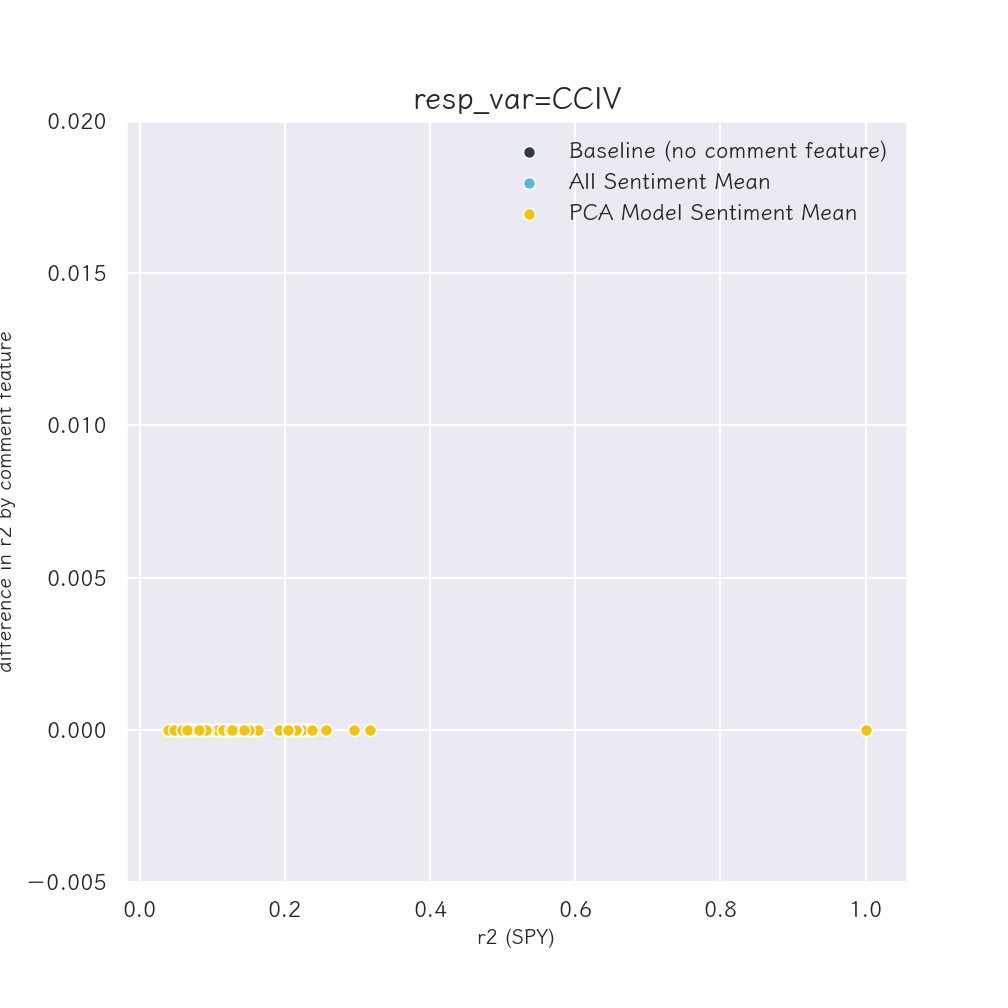 resp_var=CCIV
0.020
Baseline (no comment feature)
All Sentiment Mean
PCA Model Sentiment Mean
0.015
0.010
0.005
0.000
−0.005
difference in r2 by comment feature
0.0 0.2 0.4 0.6 0.8 1.0
r2 (SPY)